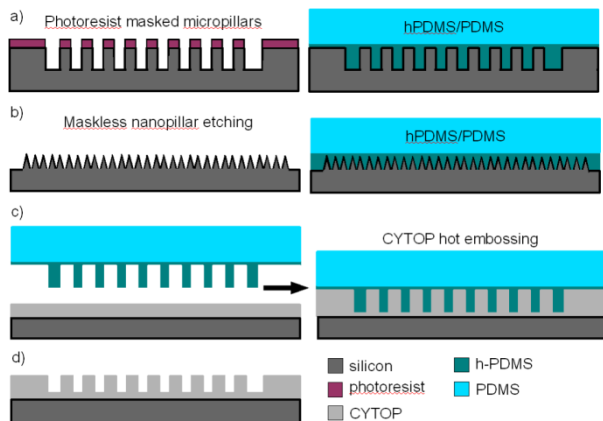 a) Photoresist masked micropillars
hPDMS/PDMS
b) Maskless nanopillar etching
hPDMS/PDMS
c)
CYTOP hot embossing
d)
silicon
photoresist
CYTOP
h-PDMS
PDMS